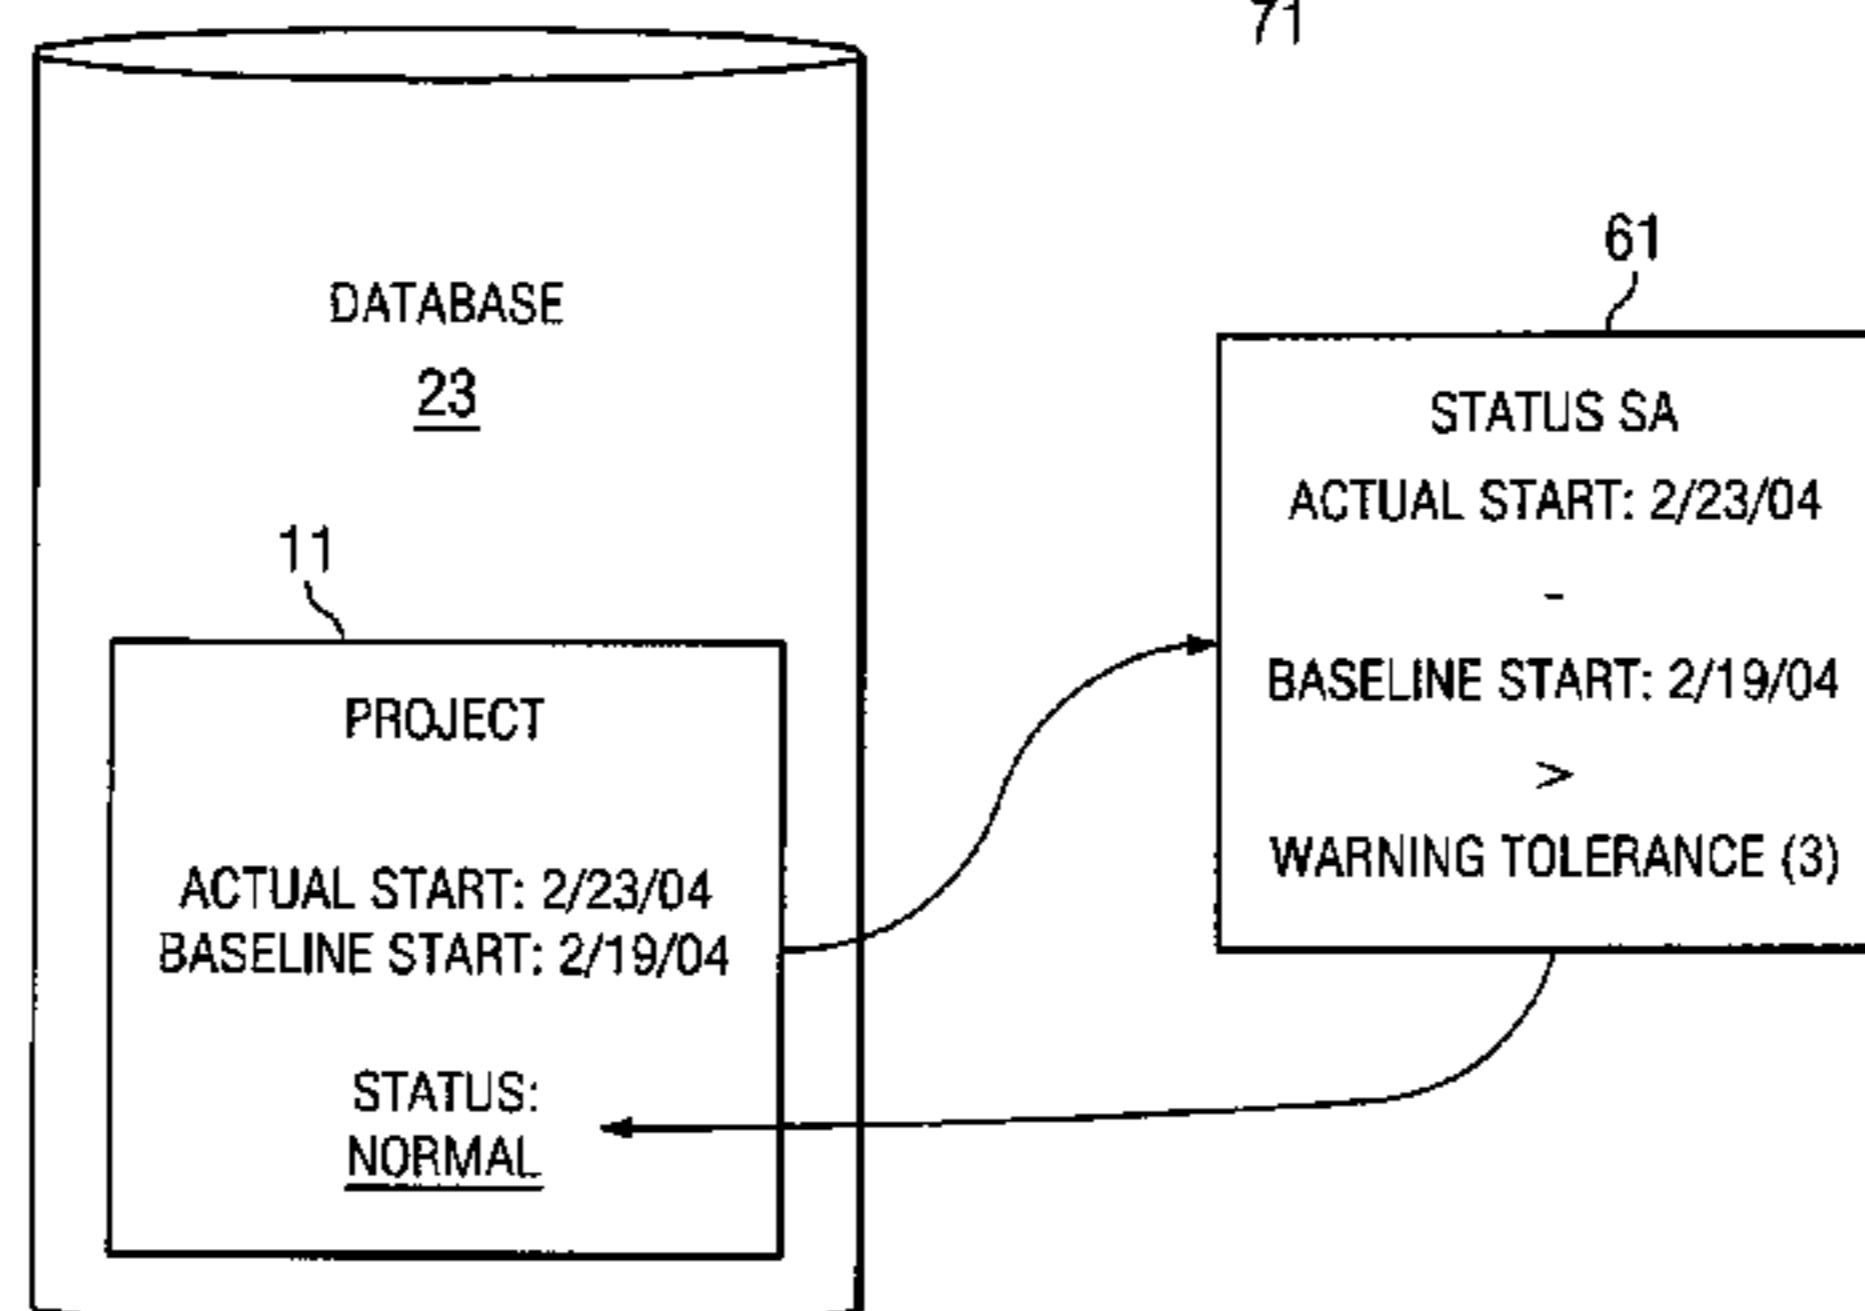 71
DATABASE
23
11
PROJECT
ACTUAL START: 2/23/04
BASELINE START: 2/19/04
STATUS:
NORMAL
61
STATUS SA
ACTUAL START: 2/23/04
-
BASELINE START: 2/19/04
>
WARNING TOLERANCE (3)